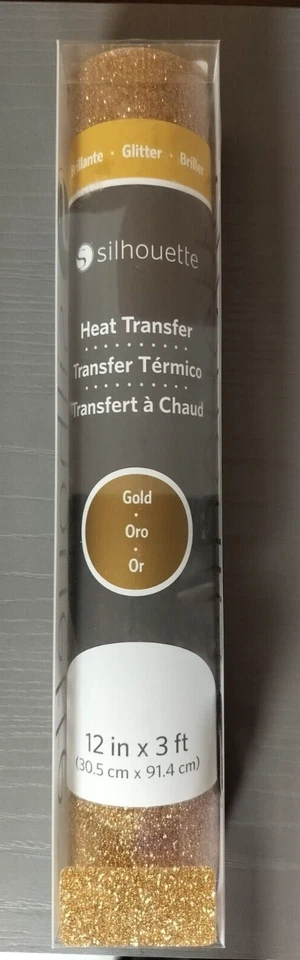 Brillante · Glitter · Briller
silhouette
Heat Transfer
Transfer Térmico
Transfert à Chaud
Gold
Oro
Or
12 in x 3 ft
(30.5 cm x 91.4 cm)